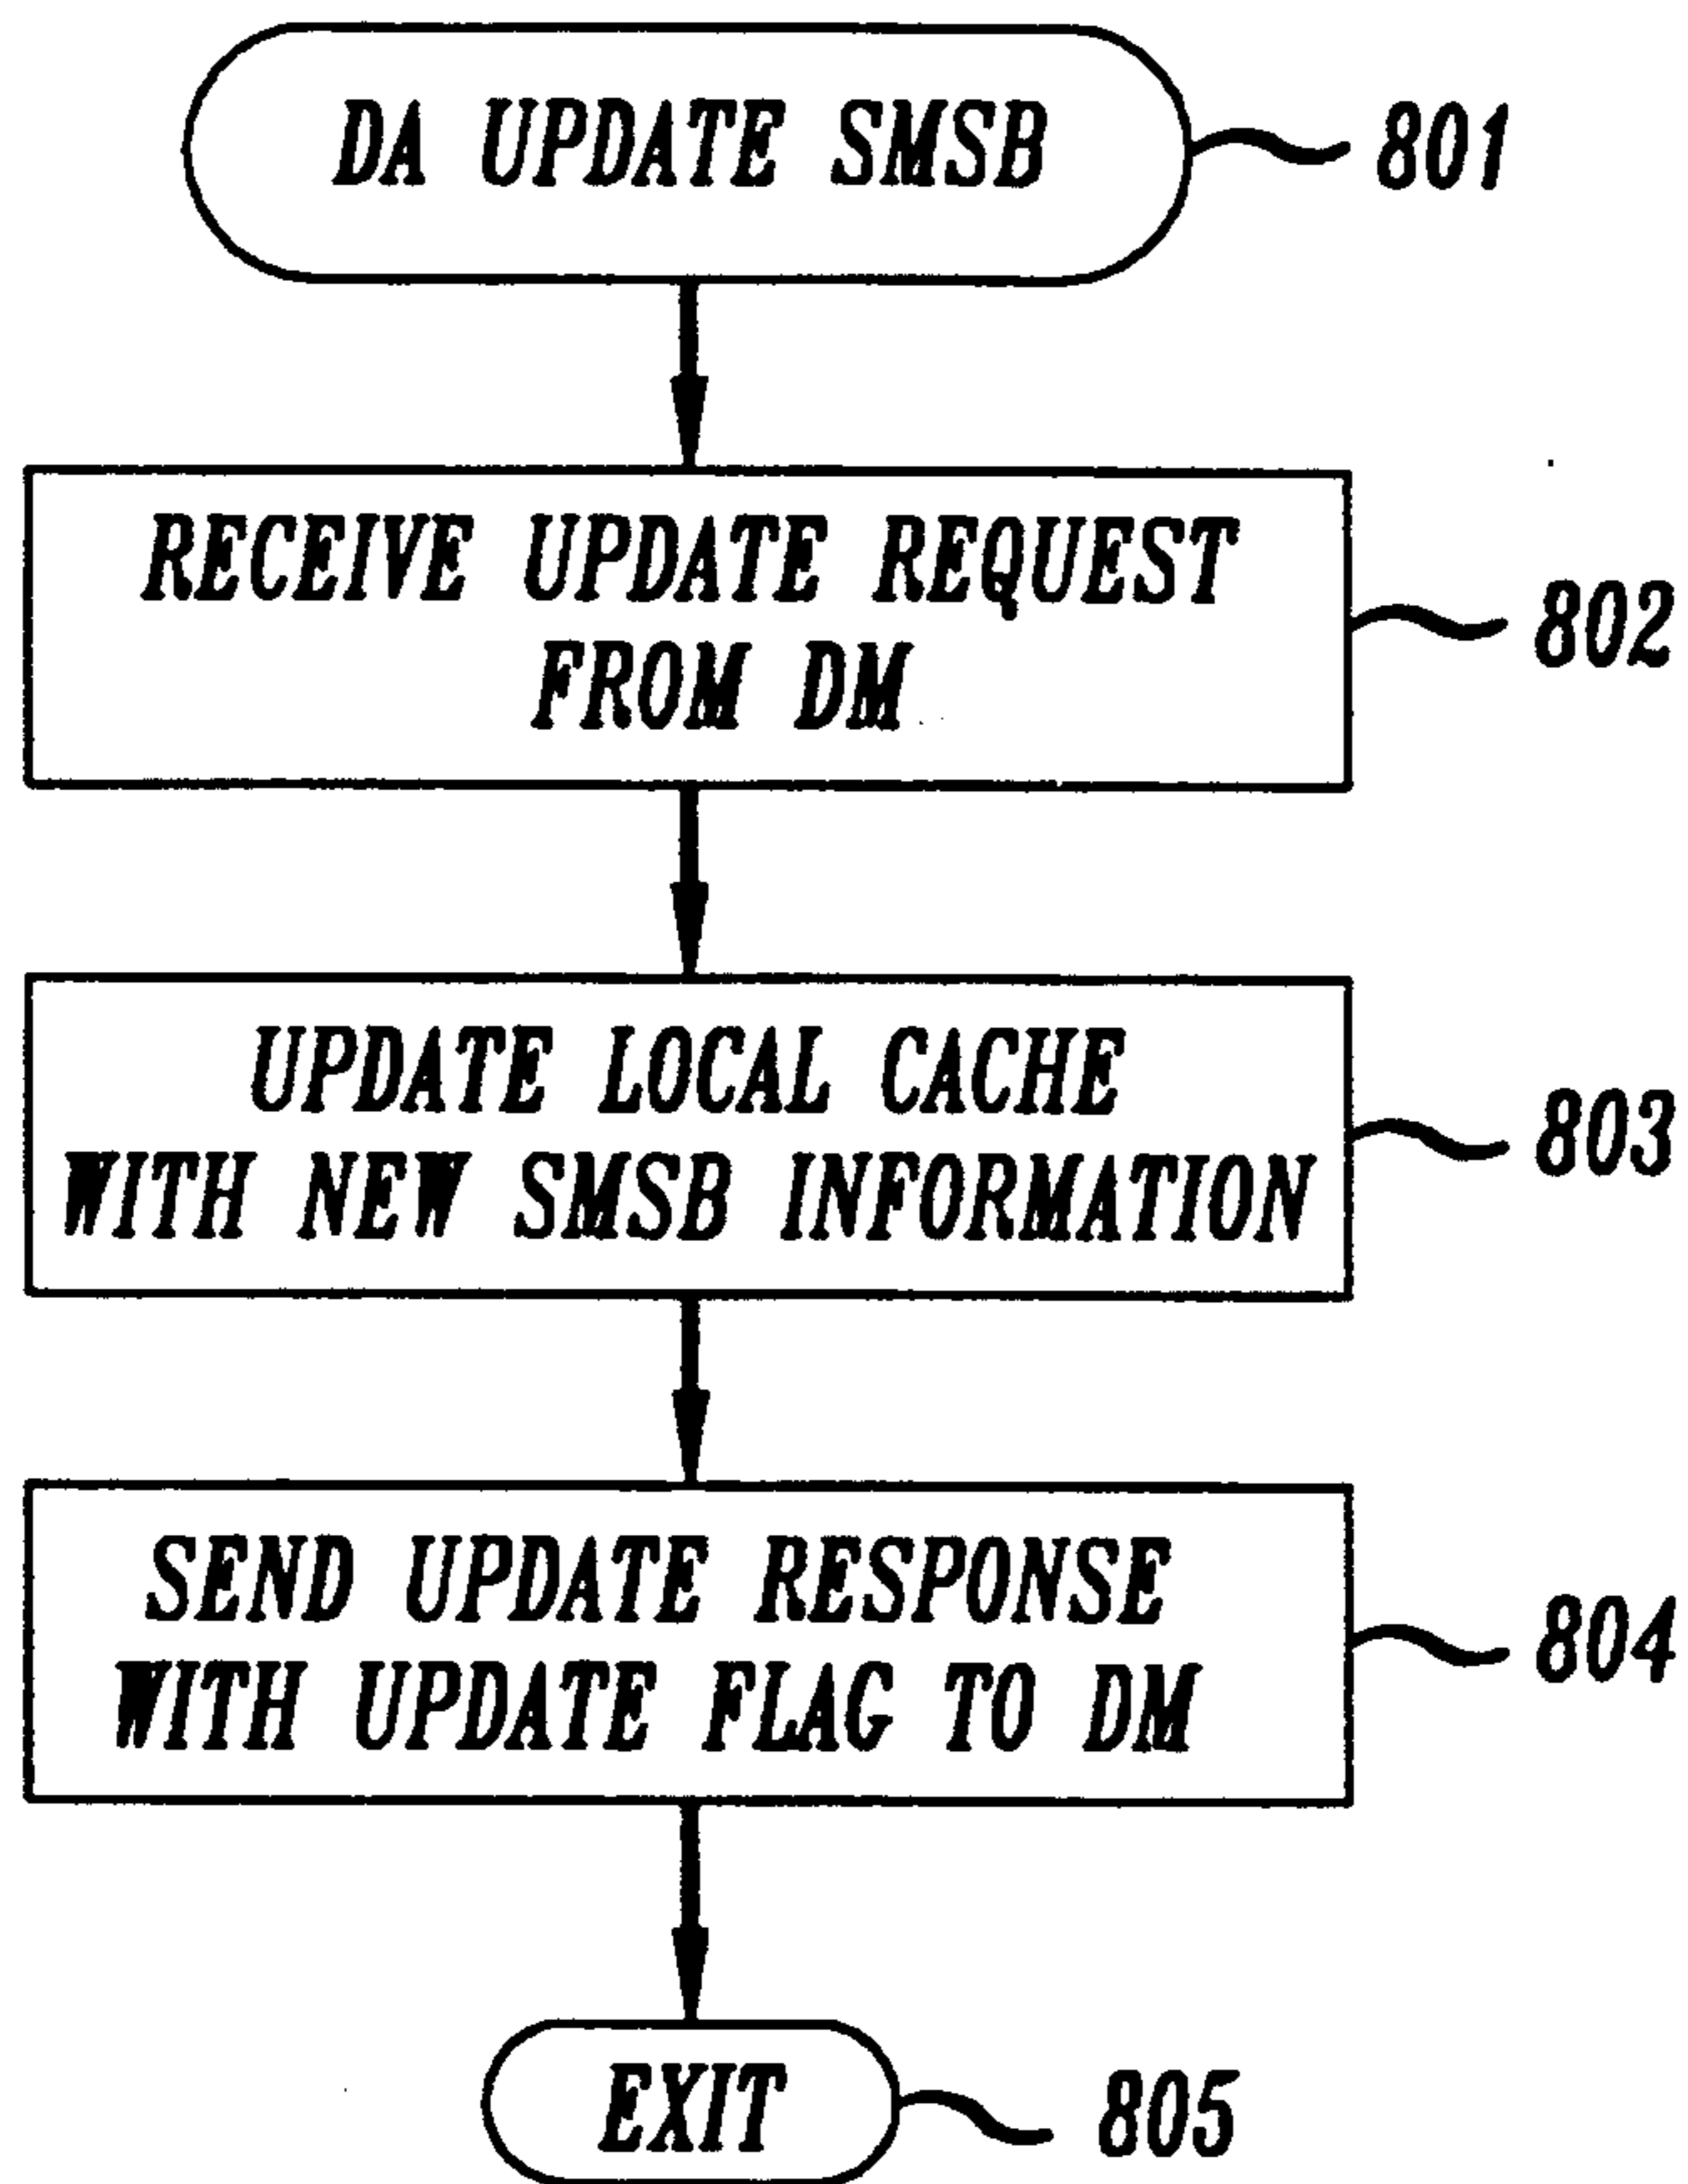 DA UPDATE SMSB
801
RECEIVE UPDATE REQUEST
FROM DM
802
UPDATE LOCAL CACHE
WITH NEW SMSB INFORMATION
803
SEND UPDATE RESPONSE
WITH UPDATE FLAG TO DM
804
EXIT
805